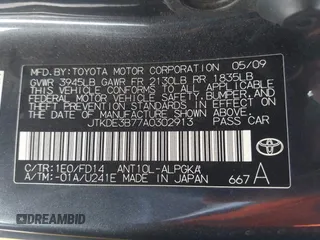 MFD.BY:TOYOTA MOTOR CORPORATION 05/09
GVWR 3945LB GAWR FR 2130LB RR 1835LB
THIS VEHICLE CONFORMS TO ALL APPLICABLE
FEDERAL MOTOR VEHICLE SAFETY, BUMPER, AND
THEFT PREVENTION STANDARDS IN EFFECT ON
THE DATE OF MANUFACTURE SHOWN ABOVE.
JTKDE3B77A0302913
PASS.CAR
C/TR:1E0/FD14 ANT10L-ALPGKA
A/TM:-01A/U241E MADE IN JAPAN
667 A
TOYOTA
DREAMBID